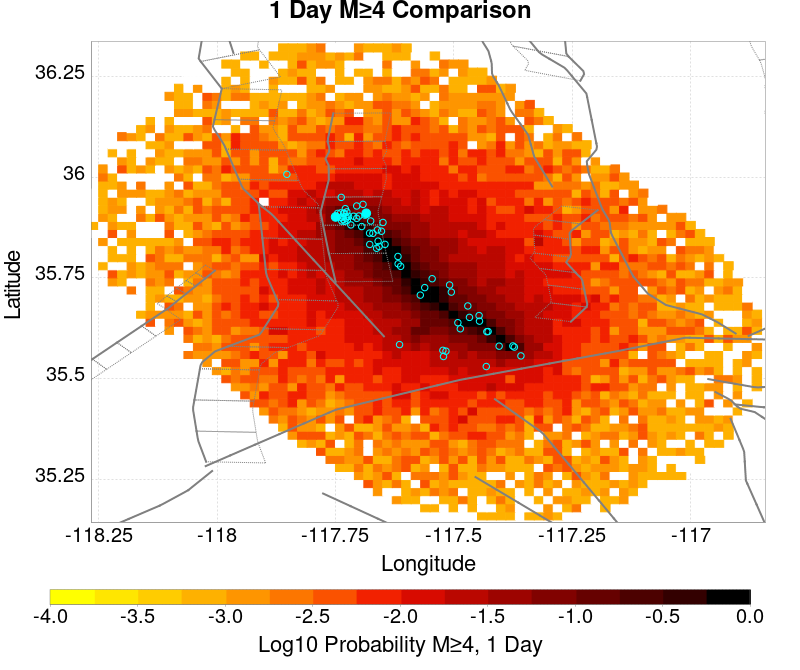 1 Day M≥4 Comparison
36.25
36
35.75
35.5
35.25
Latitude
-118.25 -118 -117.75 -117.5 -117.25 -117
Longitude
-4.0 -3.5 -3.0 -2.5 -2.0 -1.5 -1.0 -0.5 0.0
Log10 Probability M≥4, 1 Day